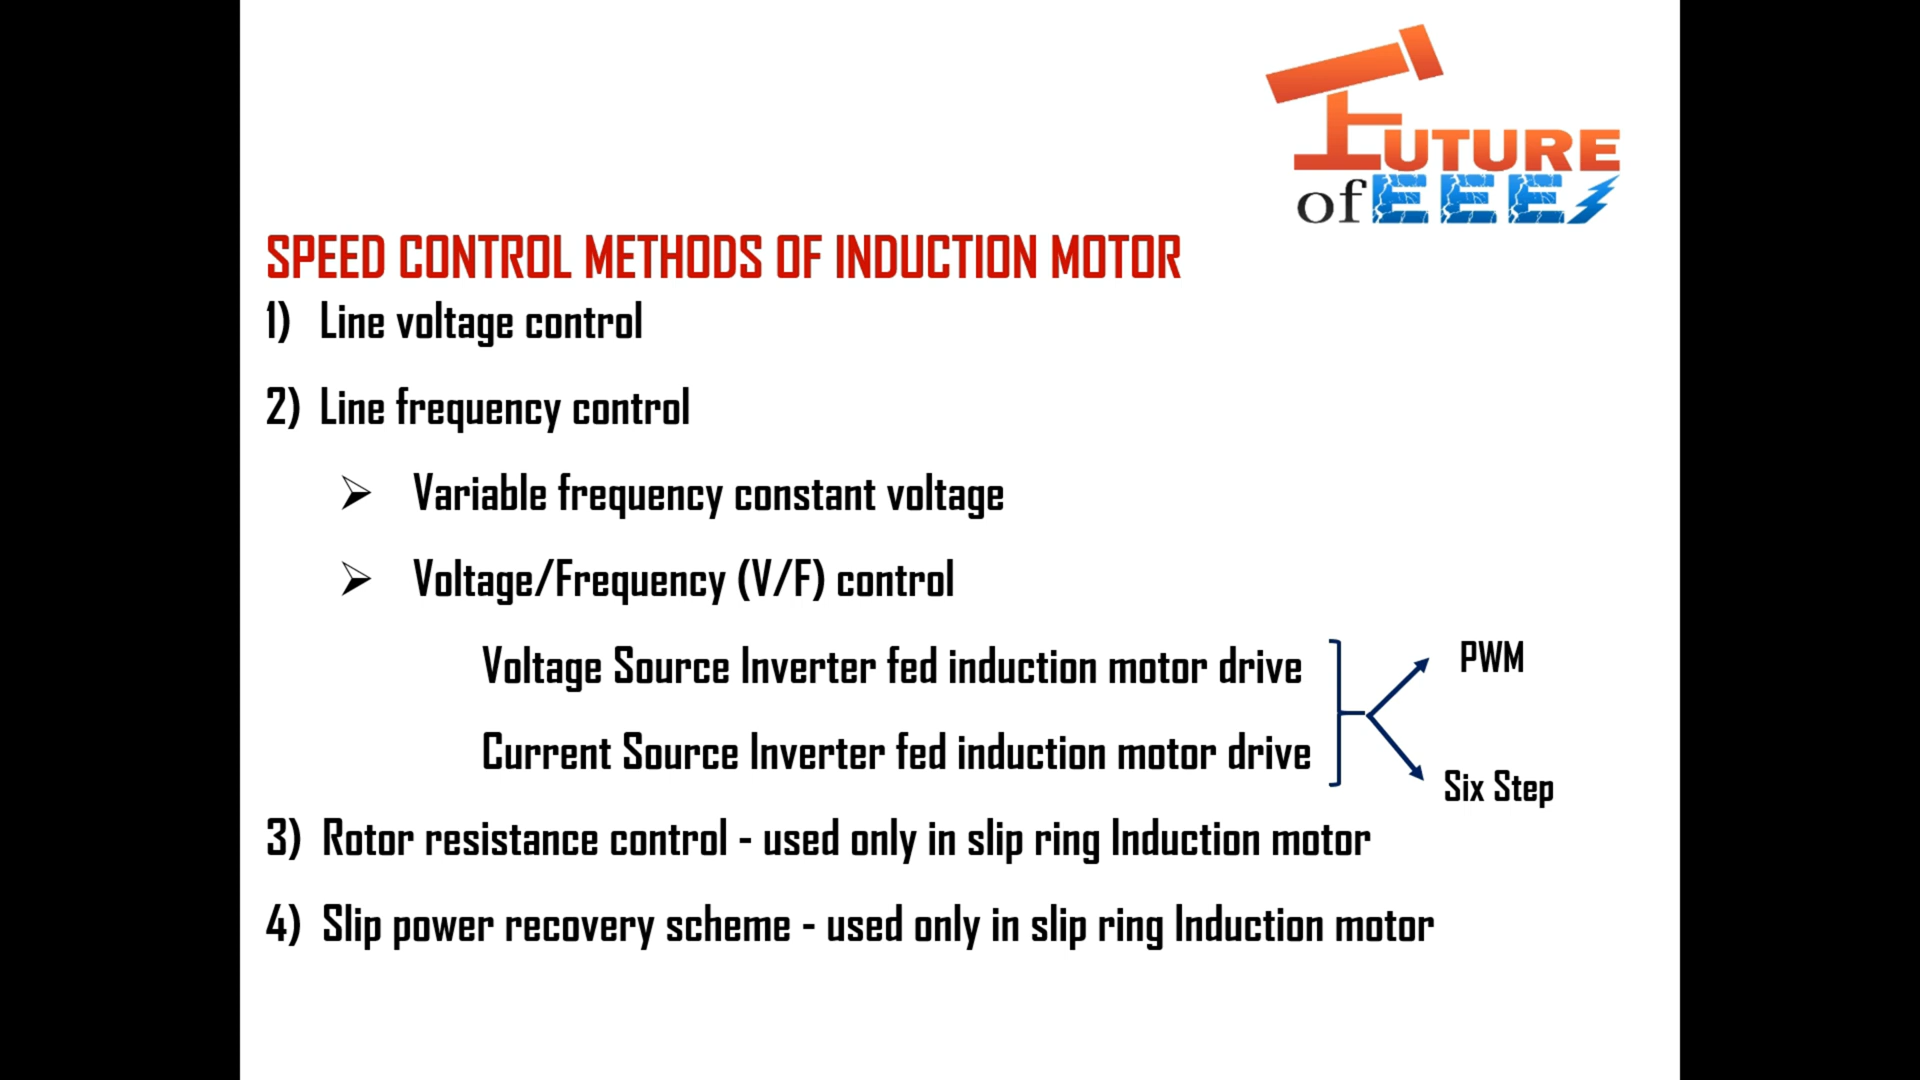 FUTURE
of EEE
SPEED CONTROL METHODS OF INDUCTION MOTOR
1) Line voltage control
2) Line frequency control
➢ Variable frequency constant voltage
➢ Voltage/Frequency (V/F) control
Voltage Source Inverter fed induction motor drive
PWM
Current Source Inverter fed induction motor drive
Six Step
3) Rotor resistance control - used only in slip ring Induction motor
4) Slip power recovery scheme - used only in slip ring Induction motor